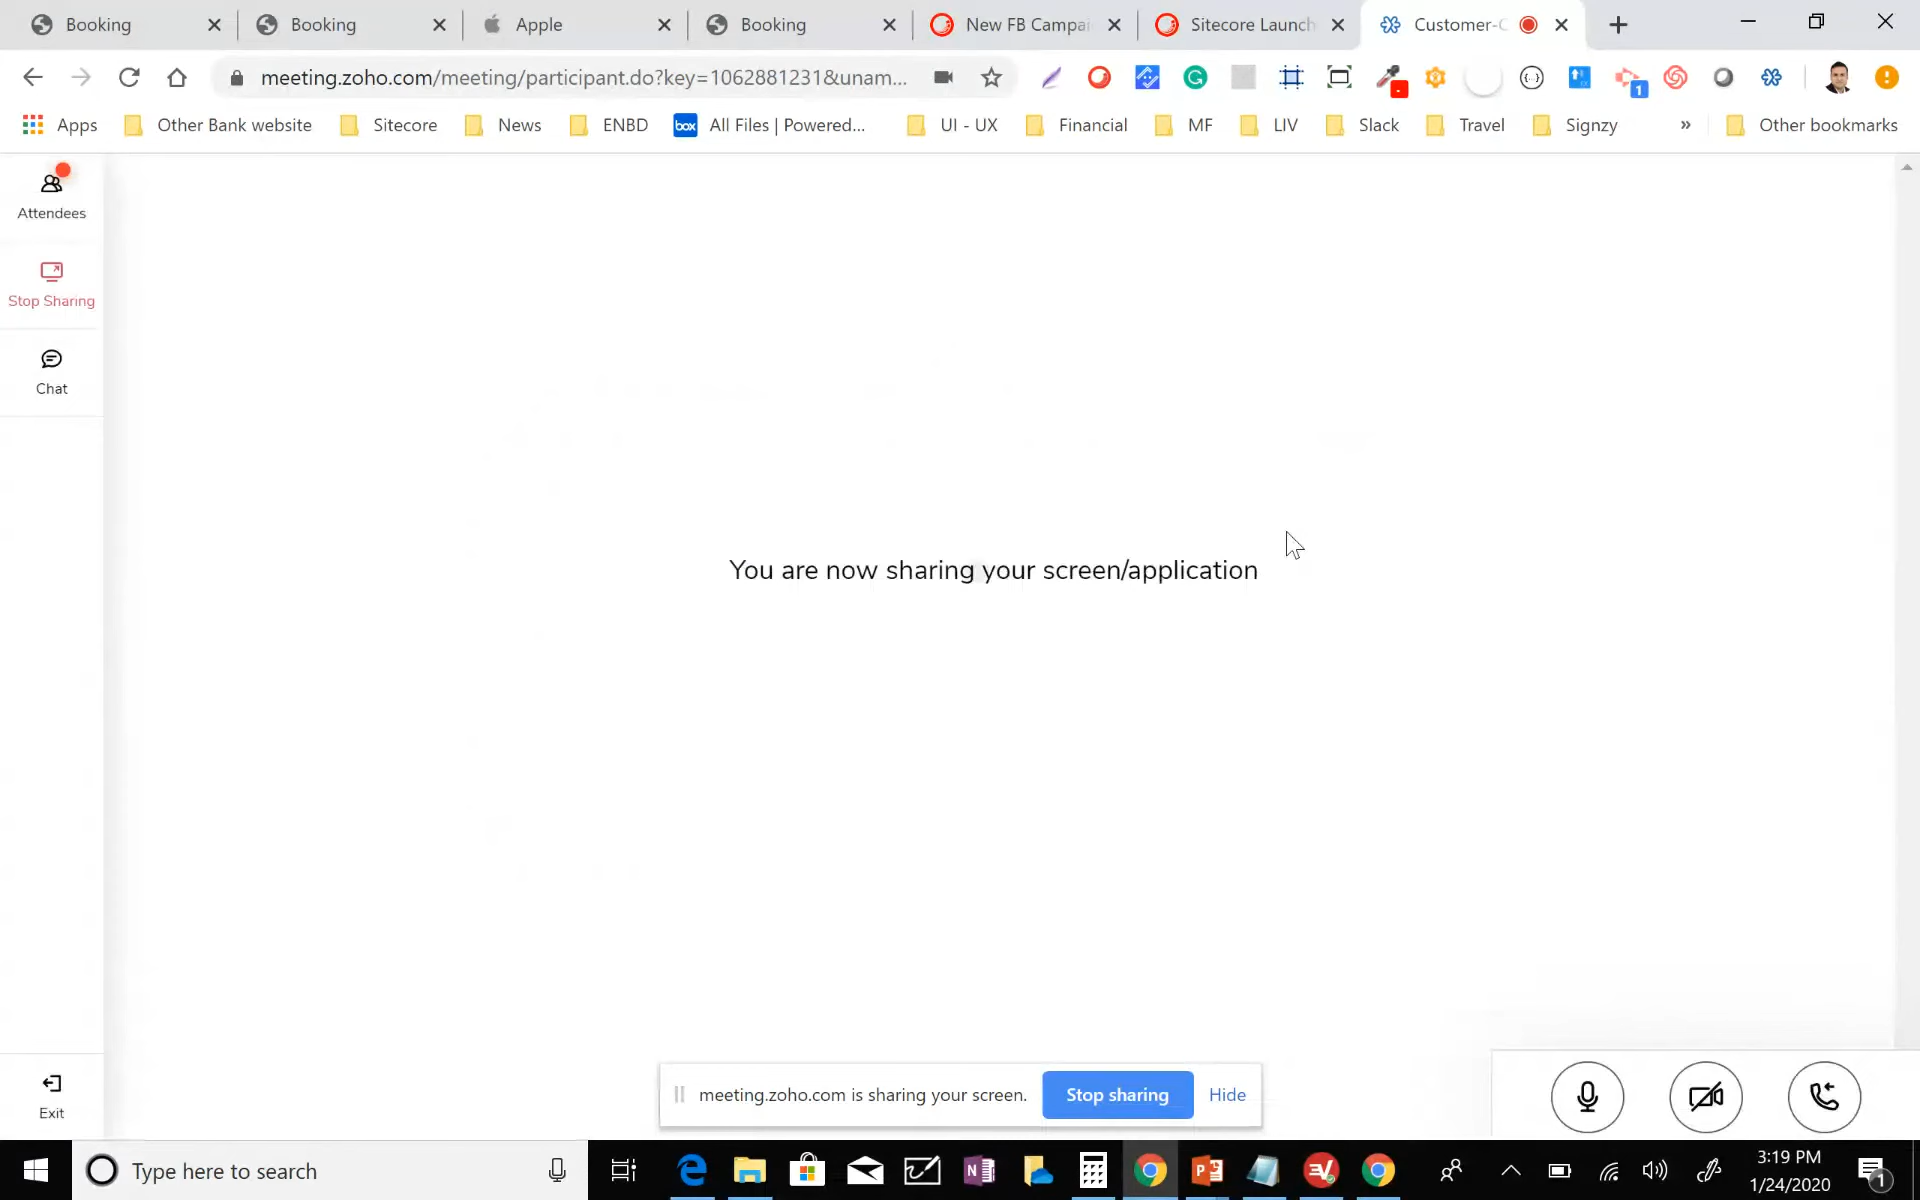 Booking
Booking
Apple
Booking
New FB Campai
Sitecore Launch
Customer-C
meeting.zoho.com/meeting/participant.do?key=1062881231&unam...
1
Apps
Other Bank website
Sitecore
News
ENBD
box
All Files | Powered...
UI - UX
Financial
MF
LIV
Slack
Travel
Signzy
»
Other bookmarks
Attendees
Stop Sharing
Chat
You are now sharing your screen/application
Exit
meeting.zoho.com is sharing your screen.
Stop sharing
Hide
Type here to search
3:19 PM
1/24/2020
1